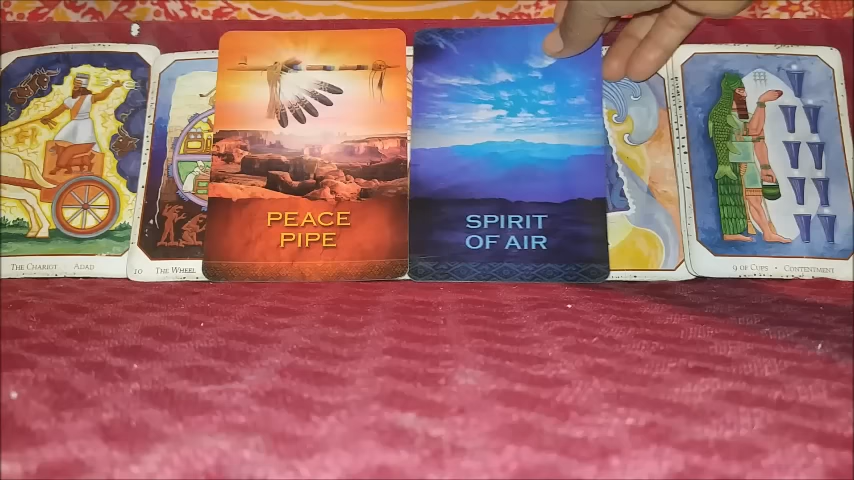 PEACE
PIPE
SPIRIT
OF AIR
THE CHARIOT ADAD
10 THE WHEEL
9 OF CUPS • CONTENTMENT